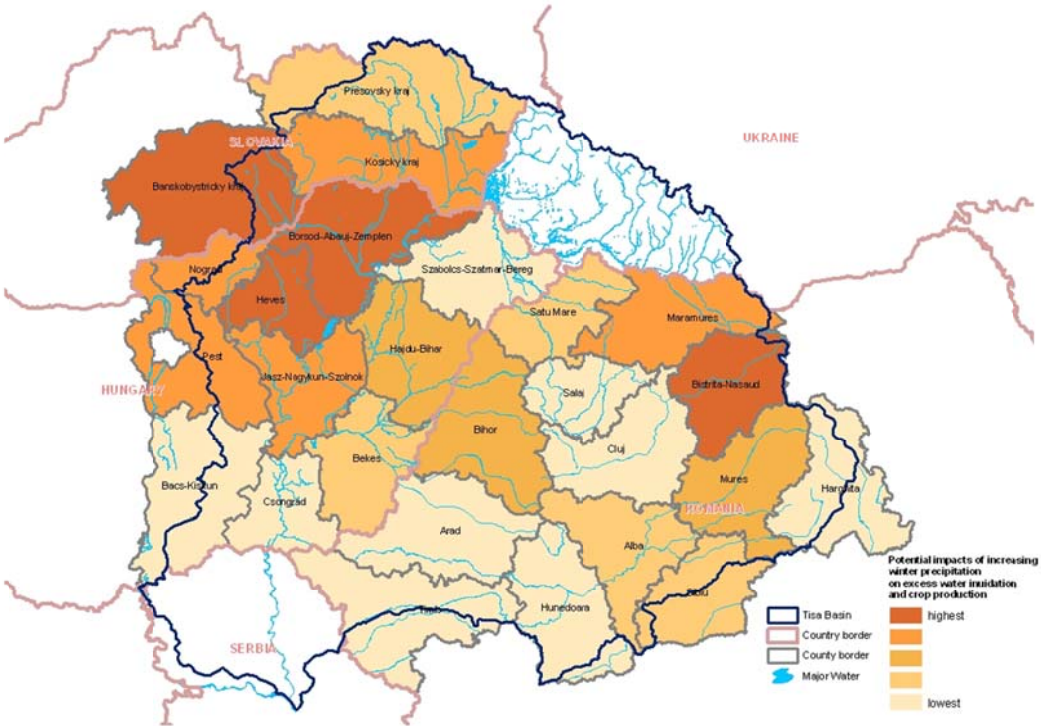 Presovsky kraj
UKRAINE
SLOVAKIA
Kosicky kraj
Banskobystricky kraj
Borsod-Abauj-Zemplen
Nograd
Szabolcs-Szatmar-Bereg
Heves
Satu Mare
Maramures
Pest
Hajdu-Bihar
Jasz-Nagykun-Szolnok
HUNGARY
Bistrita-Nasaud
Salaj
Bihor
Cluj
Bekes
Mures
Bacs-Kiskun
Harghita
Csongrad
ROMANIA
Arad
Alba
Sibiu
Timis
Hunedoara
SERBIA
Potential impacts of increasing
winter precipitation
on excess water inuidation
and crop production
highest
lowest
Tisa Basin
Country border
County border
Major Water